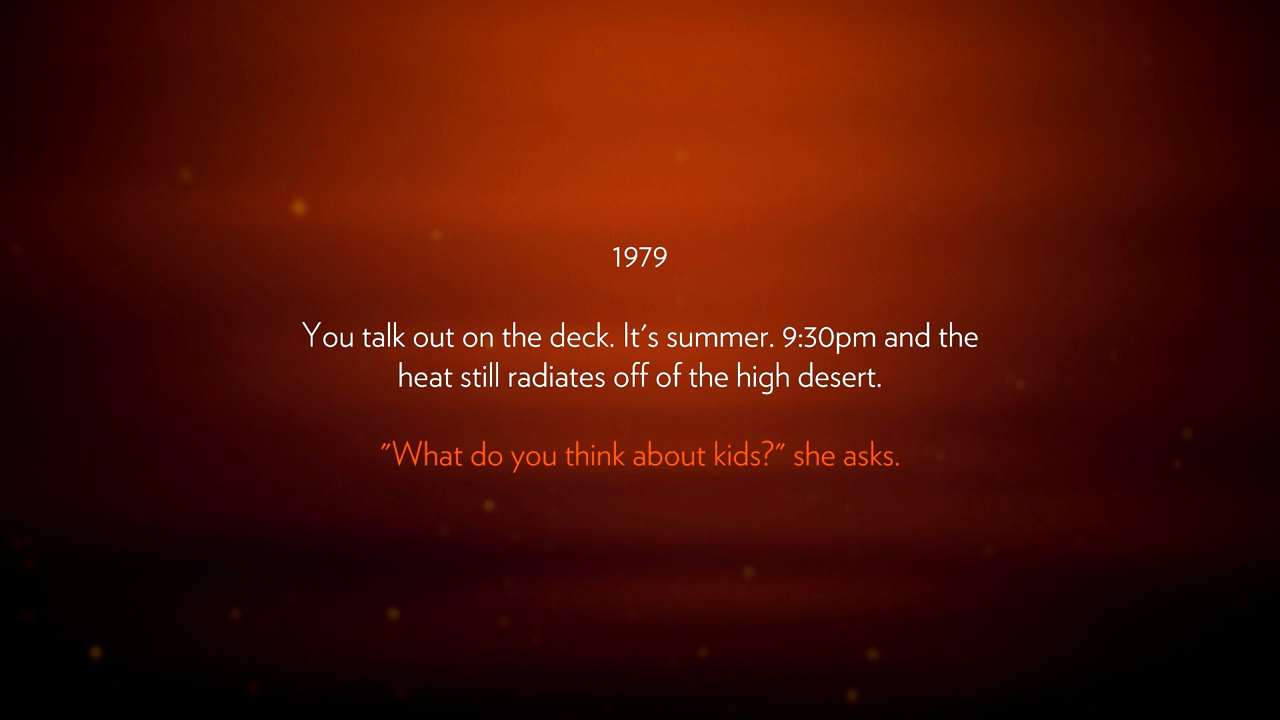 1979
You talk out on the deck. It's summer. 9:30pm and the
heat still radiates off of the high desert.
"What do you think about kids?" she asks.